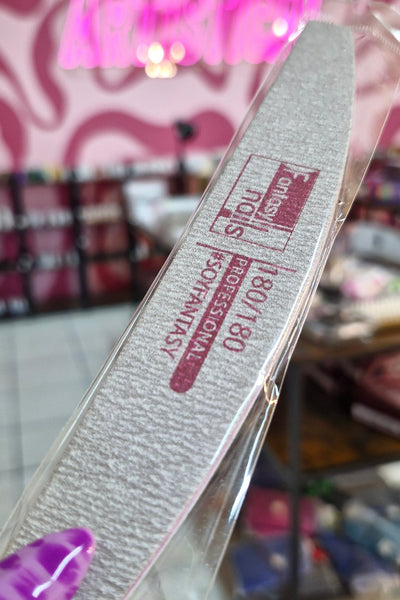 Fantasy
nails
180/180
PROFESSIONAL
#SOYFANTASY